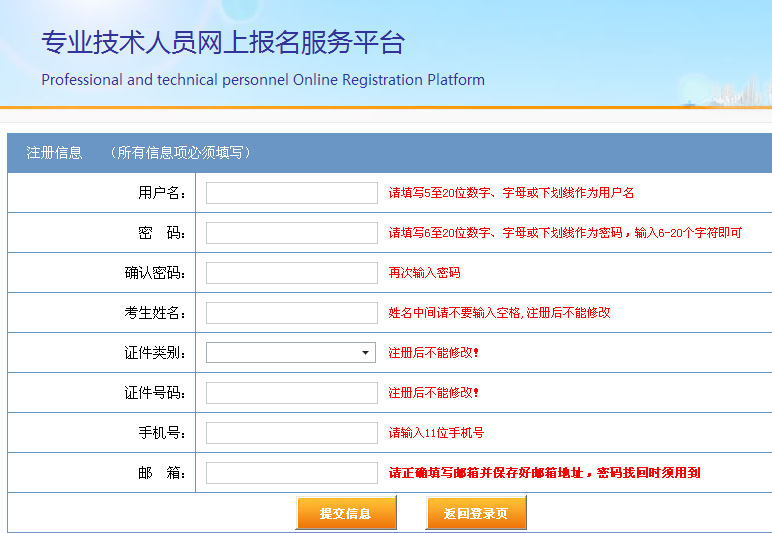 专业技术人员网上报名服务平台
Professional and technical personnel Online Registration Platform
注册信息 （所有信息项必须填写）
用户名： 请填写5至20位数字、字母或下划线作为用户名
密 码： 请填写6至20位数字、字母或下划线作为密码，输入6-20个字符即可
确认密码： 再次输入密码
考生姓名： 姓名中间请不要输入空格,注册后不能修改
证件类别： 注册后不能修改！
证件号码： 注册后不能修改！
手机号： 请输入11位手机号
邮 箱： 请正确填写邮箱并保存好邮箱地址，密码找回时须用到
提交信息 返回登录页